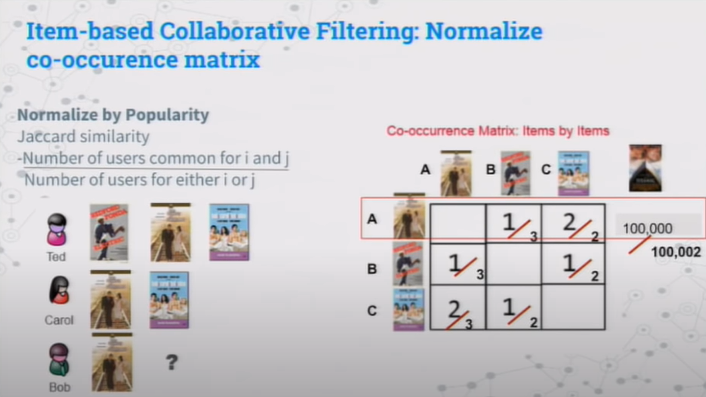 Item-based Collaborative Filtering: Normalize
co-occurence matrix
Normalize by Popularity
Jaccard similarity
-Number of users common for i and j
Number of users for either i or j
Ted
Carol
Bob
?
Co-occurrence Matrix: Items by Items
A B C
A 1/3 2/2 100,000/100,002
B 1/3 1/2
C 2/3 1/2